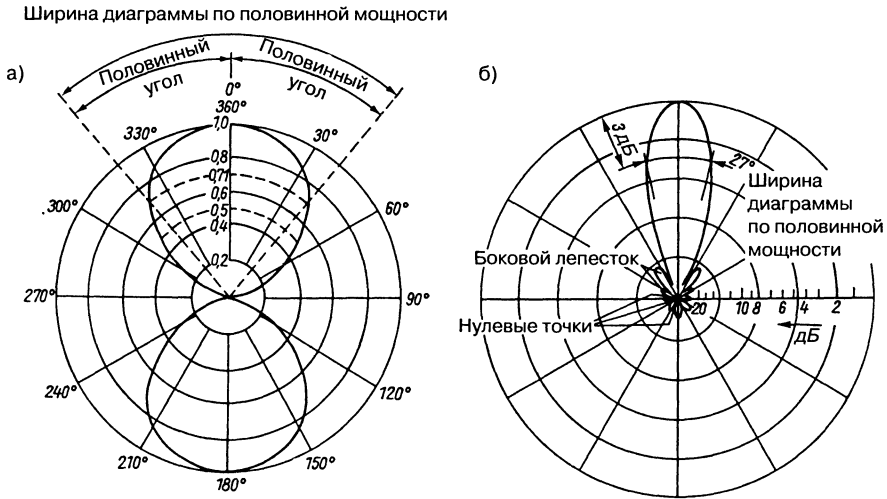 Ширина диаграммы по половинной мощности
а)
Половинный угол
Половинный угол
0°
360°
330°
30°
1,0
0,8
0,71
0,6
0,5
0,4
0,2
300°
60°
270°
90°
240°
120°
210°
150°
180°
б)
3 дБ
27°
Ширина
диаграммы
по половинной
мощности
Боковой лепесток
Нулевые точки
20 10 8 6 4 2
дБ